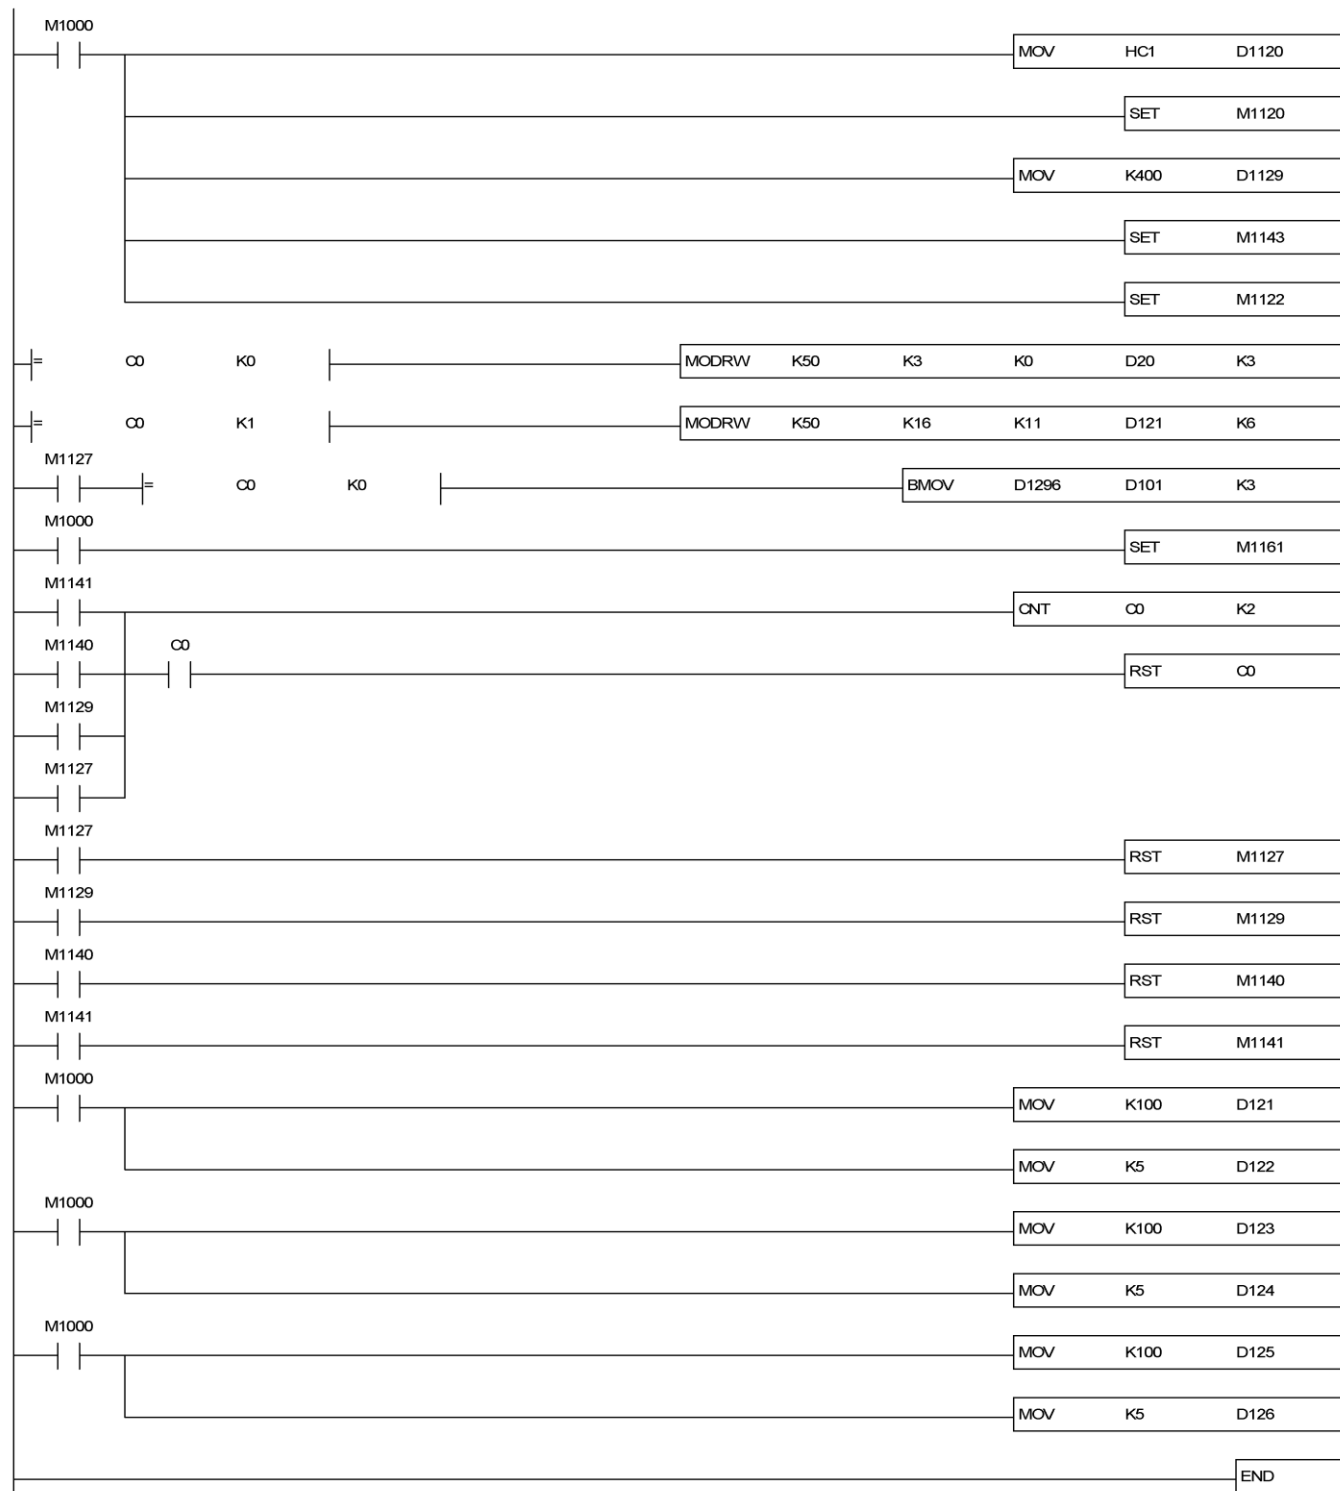 M1000
MOV HC1 D1120
SET M1120
MOV K400 D1129
SET M1143
SET M1122
= C0 K0 MODRW K50 K3 K0 D20 K3
= C0 K1 MODRW K50 K16 K11 D121 K6
M1127
= C0 K0 BMOV D1296 D101 K3
M1000
SET M1161
M1141
CNT C0 K2
M1140 C0
RST C0
M1129
M1127
M1127
RST M1127
M1129
RST M1129
M1140
RST M1140
M1141
RST M1141
M1000
MOV K100 D121
MOV K5 D122
M1000
MOV K100 D123
MOV K5 D124
M1000
MOV K100 D125
MOV K5 D126
END